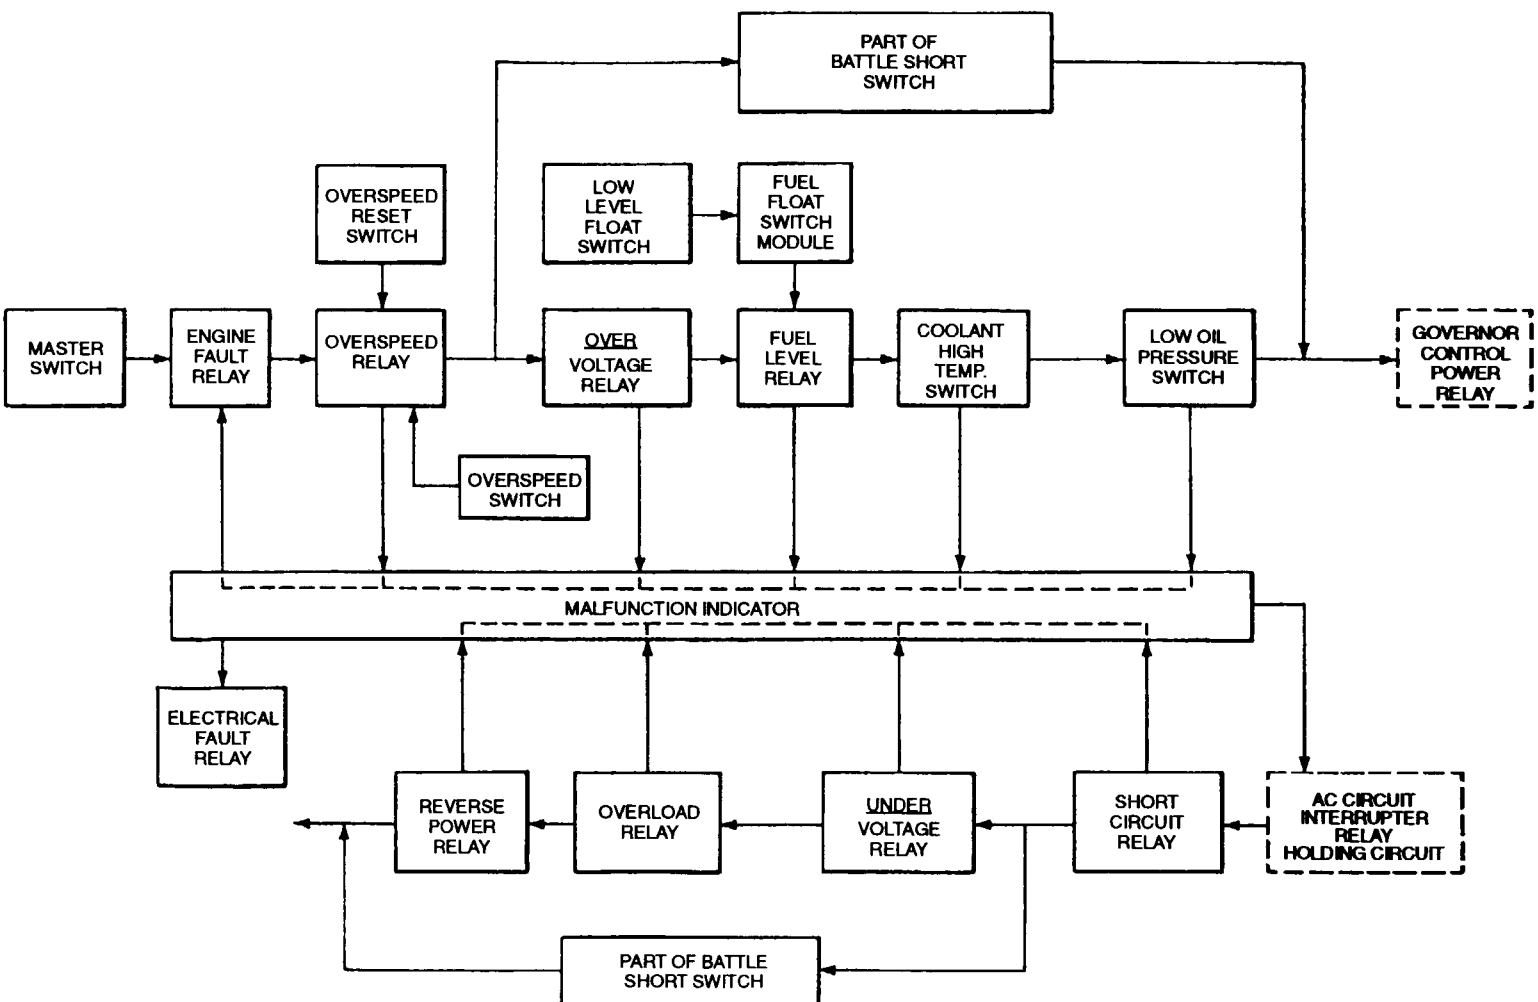 PART OF
BATTLE SHORT
SWITCH
OVERSPEED
RESET
SWITCH
LOW
LEVEL
FLOAT
SWITCH
FUEL
FLOAT
SWITCH
MODULE
MASTER
SWITCH
ENGINE
FAULT
RELAY
OVERSPEED
RELAY
OVER
VOLTAGE
RELAY
FUEL
LEVEL
RELAY
COOLANT
HIGH
TEMP.
SWITCH
LOW OIL
PRESSURE
SWITCH
GOVERNOR
CONTROL
POWER
RELAY
OVERSPEED
SWITCH
MALFUNCTION INDICATOR
ELECTRICAL
FAULT
RELAY
REVERSE
POWER
RELAY
OVERLOAD
RELAY
UNDER
VOLTAGE
RELAY
SHORT
CIRCUIT
RELAY
AC CIRCUIT
INTERRUPTER
RELAY
HOLDING CIRCUIT
PART OF BATTLE
SHORT SWITCH